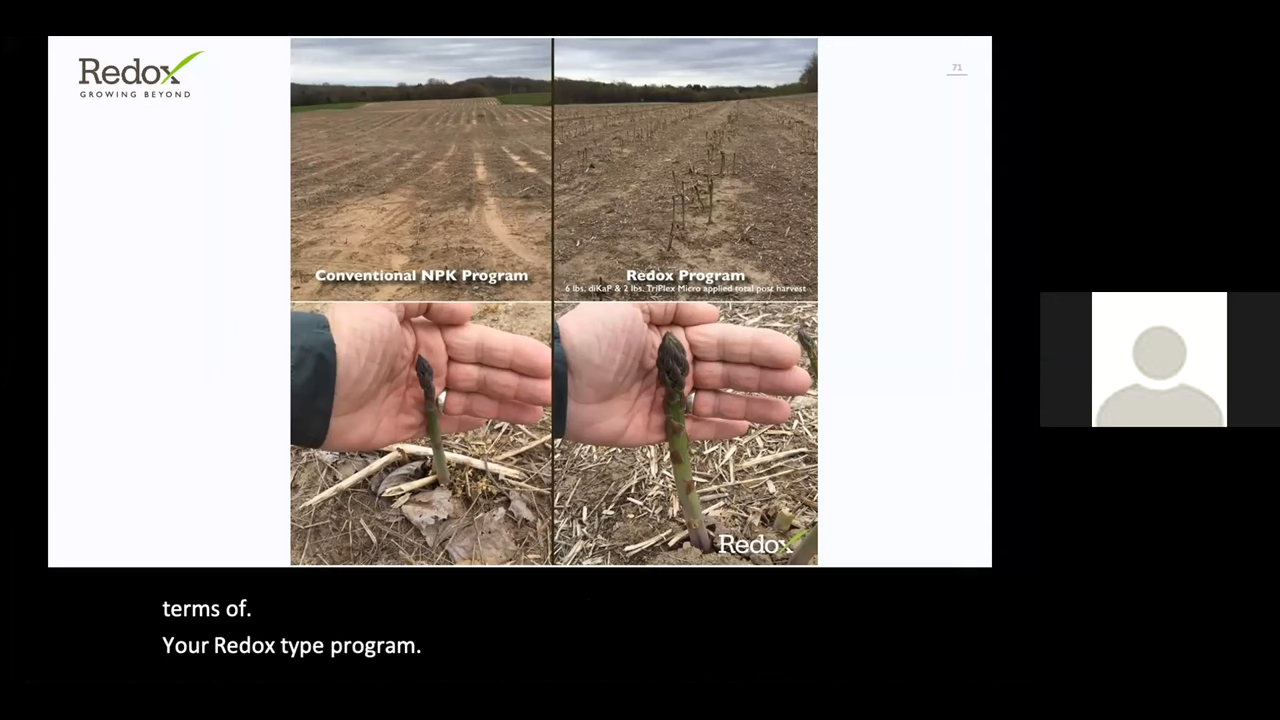 Redox
GROWING BEYOND
71
Conventional NPK Program
Redox Program
6 lbs. diKaP & 2 lbs. TriPlex Micro applied total post harvest
Redox
terms of.
Your Redox type program.